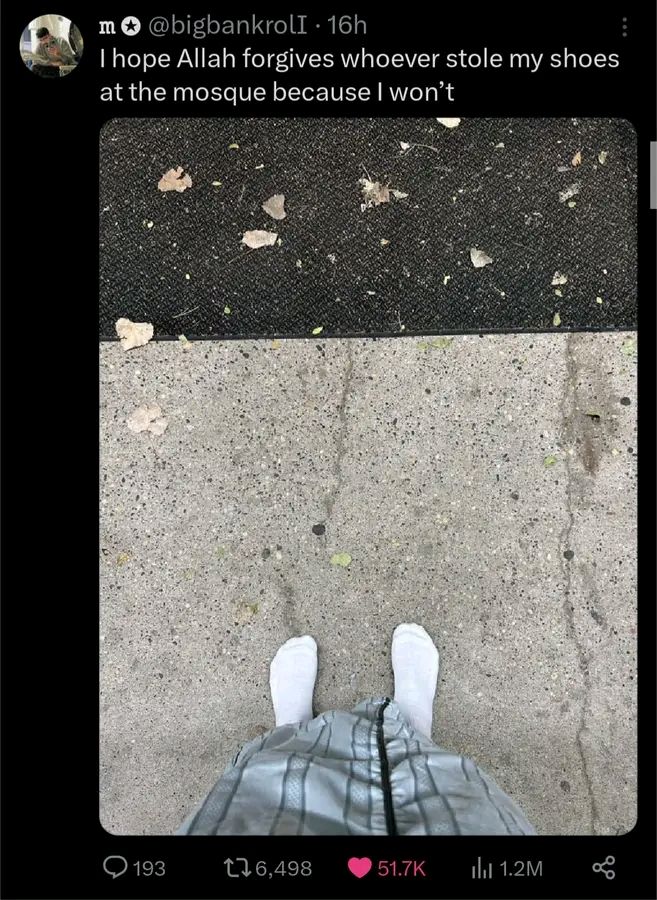 m @bigbankrolI · 16h
I hope Allah forgives whoever stole my shoes
at the mosque because I won’t
193 6,498 51.7K 1.2M